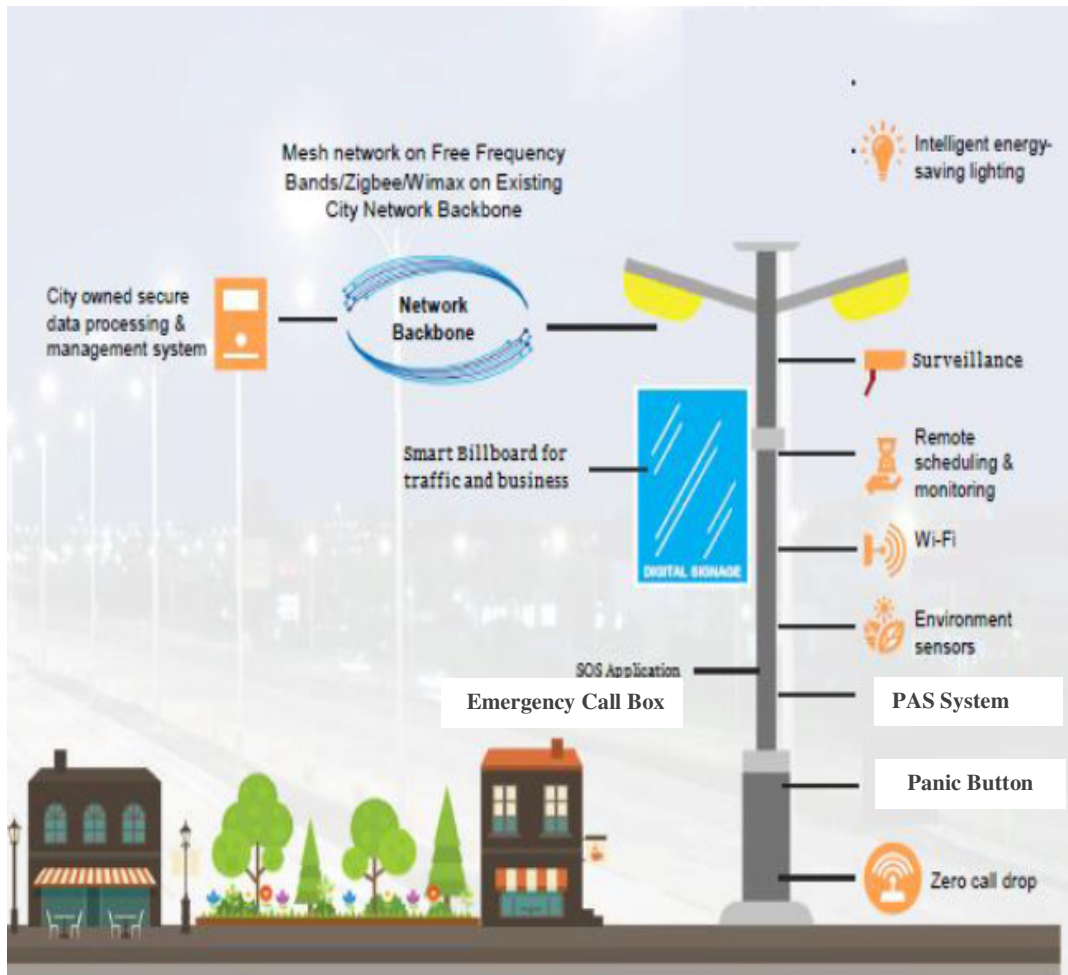 Intelligent energy-
saving lighting
Mesh network on Free Frequency
Bands/Zigbee/Wimax on Existing
City Network Backbone
City owned secure
data processing &
management system
Network
Backbone
Surveillance
Smart Billboard for
traffic and business
Remote
scheduling &
monitoring
Wi-Fi
DIGITAL SIGNAGE
Environment
sensors
SOS Application
Emergency Call Box
PAS System
Panic Button
Zero call drop